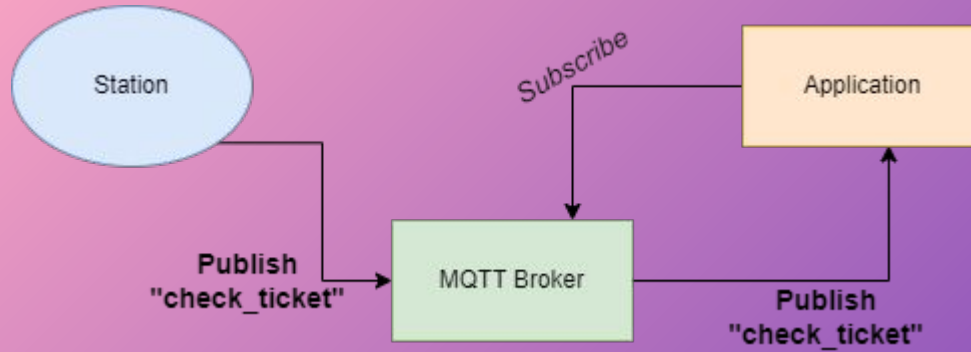 Station
Subscribe
Application
Publish
"check_ticket"
MQTT Broker
Publish
"check_ticket"